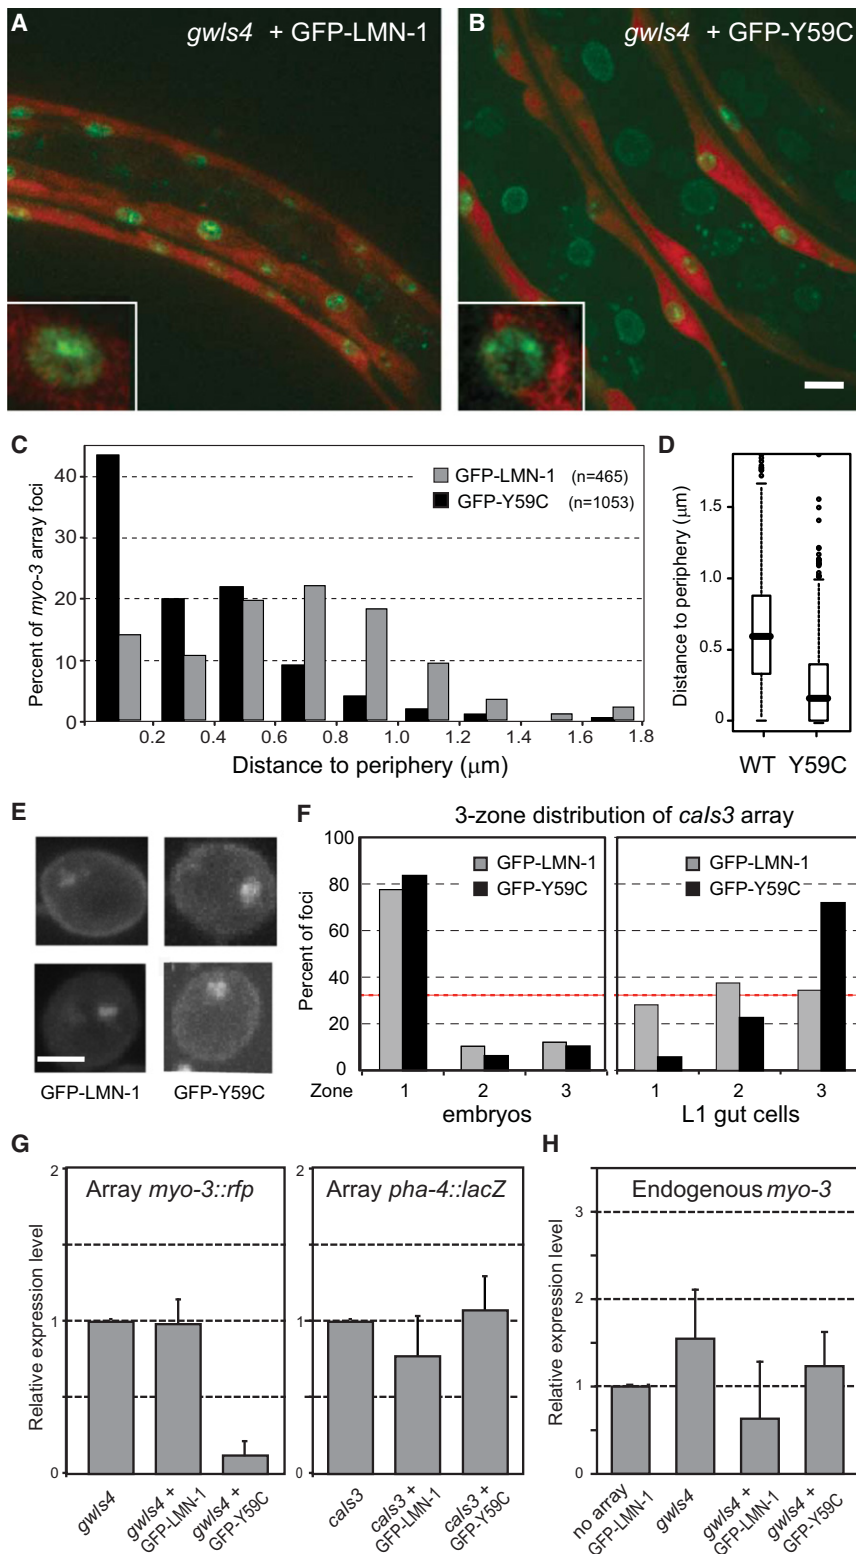 A
gwIs4 + GFP-LMN-1
B
gwIs4 + GFP-Y59C
C
40
30
20
10
0
Percent of myo-3 array foci
GFP-LMN-1 (n=465)
GFP-Y59C (n=1053)
0.2 0.4 0.6 0.8 1.0 1.2 1.4 1.6 1.8
Distance to periphery (μm)
D
Distance to periphery (μm)
1.5
1.0
0.5
0
WT Y59C
E
GFP-LMN-1 GFP-Y59C
F
3-zone distribution of caIs3 array
Percent of foci
100
80
60
40
20
0
GFP-LMN-1
GFP-Y59C
GFP-LMN-1
GFP-Y59C
Zone 1 2 3 1 2 3
embryos L1 gut cells
G
Relative expression level
2
1
0
Array myo-3::rfp
gwIs4
gwIs4 +
GFP-LMN-1
gwIs4 +
GFP-Y59C
2
1
0
Array pha-4::lacZ
caIs3
caIs3 +
GFP-LMN-1
caIs3 +
GFP-Y59C
H
Relative expression level
3
2
1
0
Endogenous myo-3
no array
GFP-LMN-1
gwIs4
gwIs4 +
GFP-LMN-1
gwIs4 +
GFP-Y59C